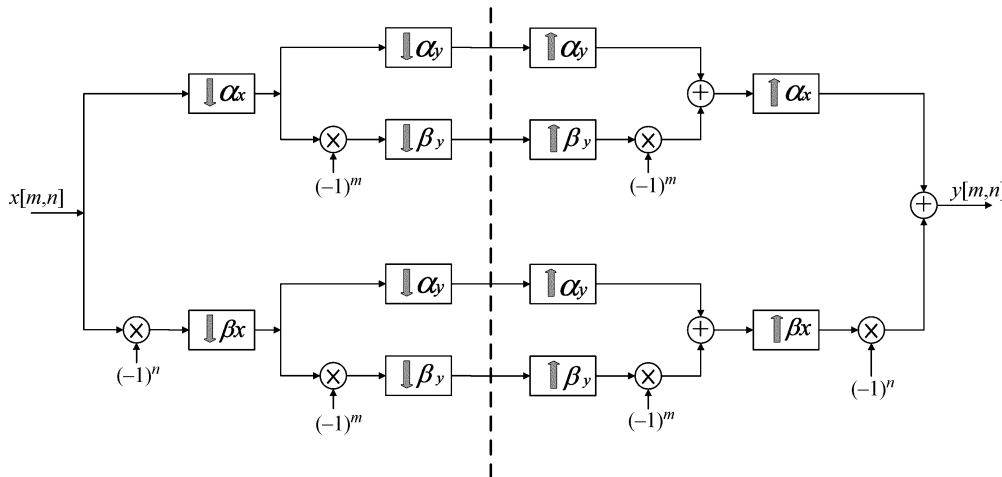 αy
αy
αx
αx
βy
βy
(–1)^m
(–1)^m
x[m,n]
y[m,n]
αy
αy
βx
βx
(–1)^n
(–1)^n
βy
βy
(–1)^m
(–1)^m